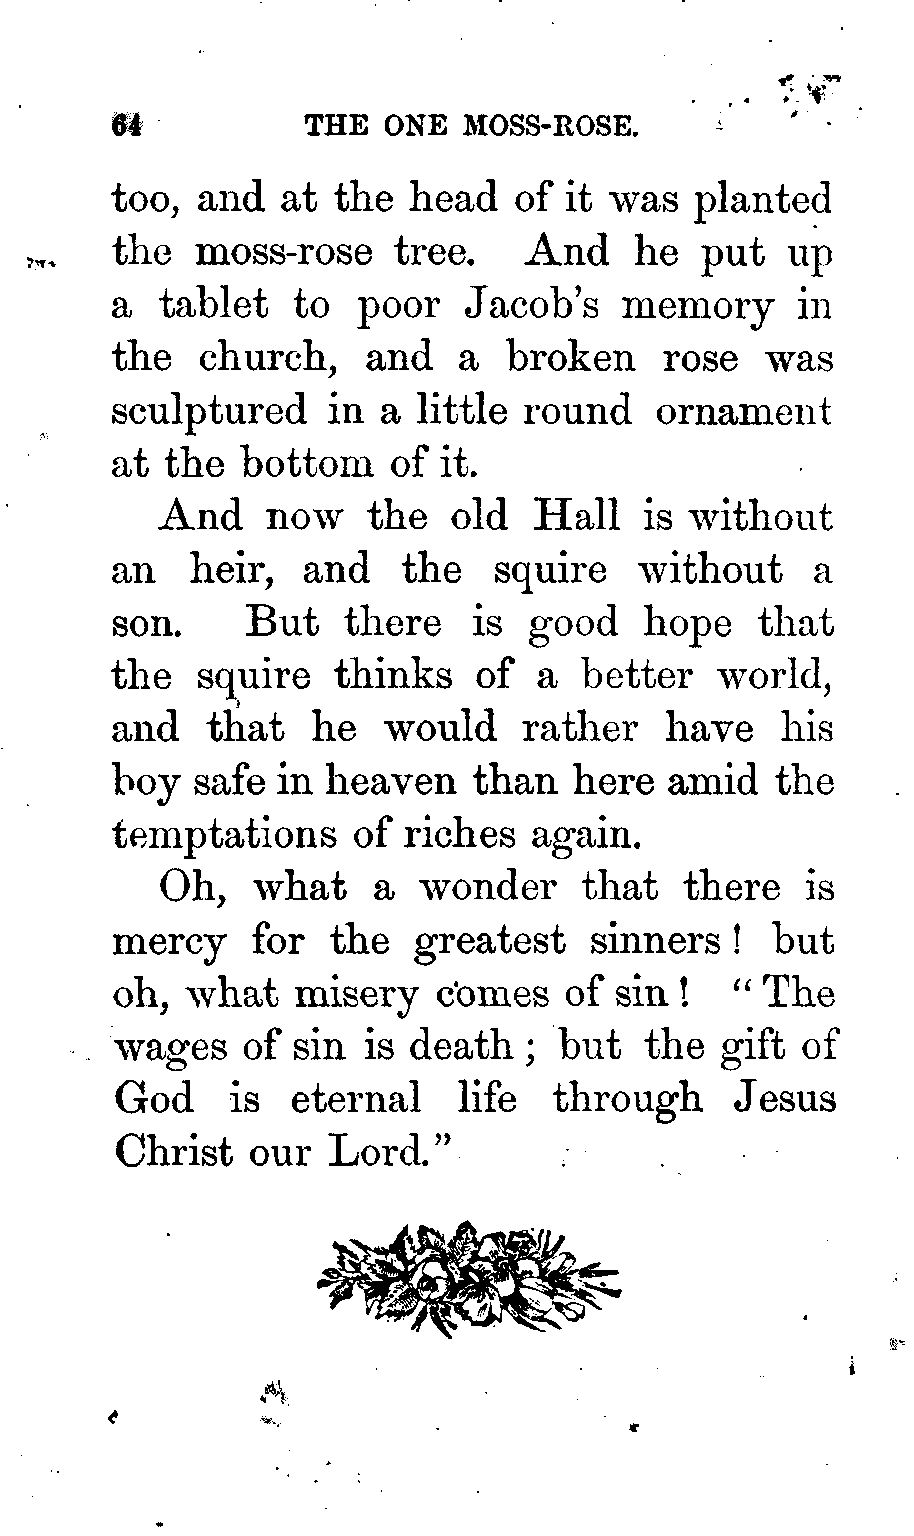 64 THE ONE MOSS-ROSE.
too, and at the head of it was planted
the moss-rose tree. And he put up
a tablet to poor Jacob's memory in
the church, and a broken rose was
sculptured in a little round ornament
at the bottom of it.
And now the old Hall is without
an heir, and the squire without a
son. But there is good hope that
the squire thinks of a better world,
and that he would rather have his
boy safe in heaven than here amid the
temptations of riches again.
Oh, what a wonder that there is
mercy for the greatest sinners! but
oh, what misery comes of sin! "The
wages of sin is death; but the gift of
God is eternal life through Jesus
Christ our Lord."